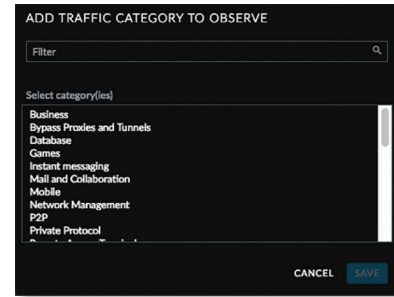 ADD TRAFFIC CATEGORY TO OBSERVE
Filter
Select category(ies)
Business
Bypass Proxies and Tunnels
Database
Games
Instant messaging
Mail and Collaboration
Mobile
Network Management
P2P
Private Protocol
CANCEL SAVE